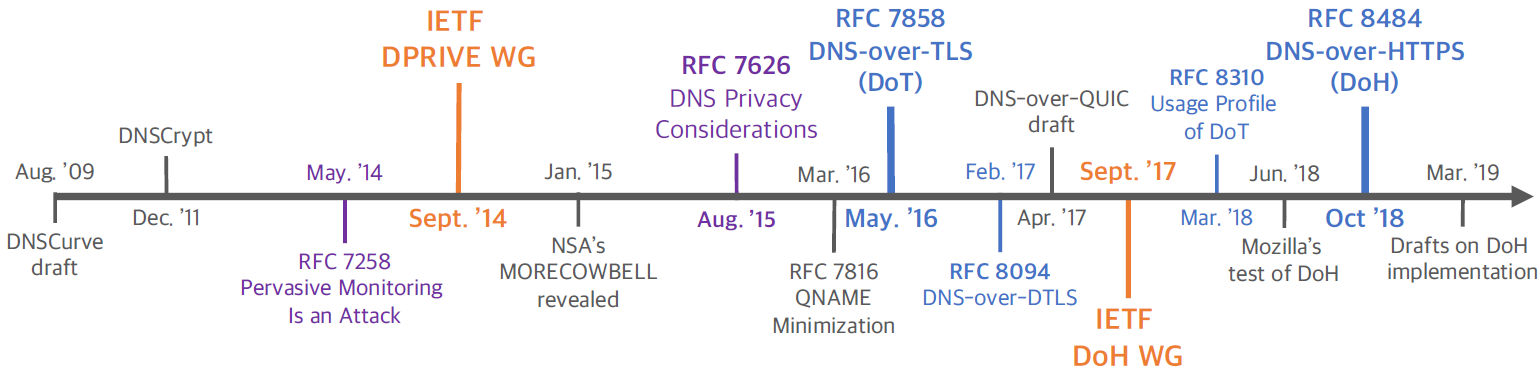 Aug. ’09
DNSCurve
draft
DNSCrypt
Dec. ’11
May. ’14
RFC 7258
Pervasive Monitoring
Is an Attack
IETF
DPRIVE WG
Sept. ’14
Jan. ’15
NSA’s
MORECOWBELL
revealed
RFC 7626
DNS Privacy
Considerations
Aug. ’15
Mar. ’16
RFC 7816
QNAME
Minimization
RFC 7858
DNS-over-TLS
(DoT)
May. ’16
Feb. ’17
RFC 8094
DNS-over-DTLS
DNS-over-QUIC
draft
Apr. ’17
Sept. ’17
IETF
DoH WG
RFC 8310
Usage Profile
of DoT
Mar. ’18
Jun. ’18
Mozilla’s
test of DoH
RFC 8484
DNS-over-HTTPS
(DoH)
Oct ’18
Mar. ’19
Drafts on DoH
implementation